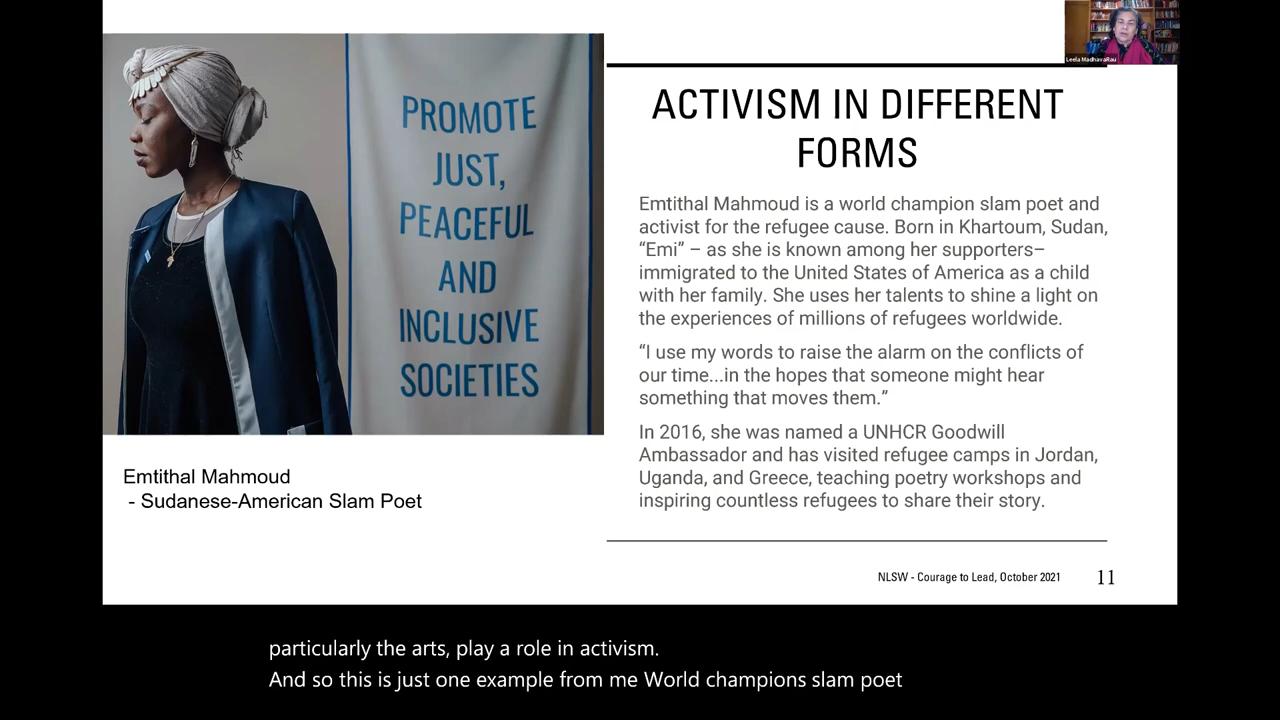 Leela MadhavaRau
PROMOTE
JUST,
PEACEFUL
AND
INCLUSIVE
SOCIETIES
Emtithal Mahmoud
- Sudanese-American Slam Poet
ACTIVISM IN DIFFERENT
FORMS
Emtithal Mahmoud is a world champion slam poet and
activist for the refugee cause. Born in Khartoum, Sudan,
“Emi” – as she is known among her supporters–
immigrated to the United States of America as a child
with her family. She uses her talents to shine a light on
the experiences of millions of refugees worldwide.
“I use my words to raise the alarm on the conflicts of
our time...in the hopes that someone might hear
something that moves them.”
In 2016, she was named a UNHCR Goodwill
Ambassador and has visited refugee camps in Jordan,
Uganda, and Greece, teaching poetry workshops and
inspiring countless refugees to share their story.
NLSW - Courage to Lead, October 2021
11
particularly the arts, play a role in activism.
And so this is just one example from me World champions slam poet